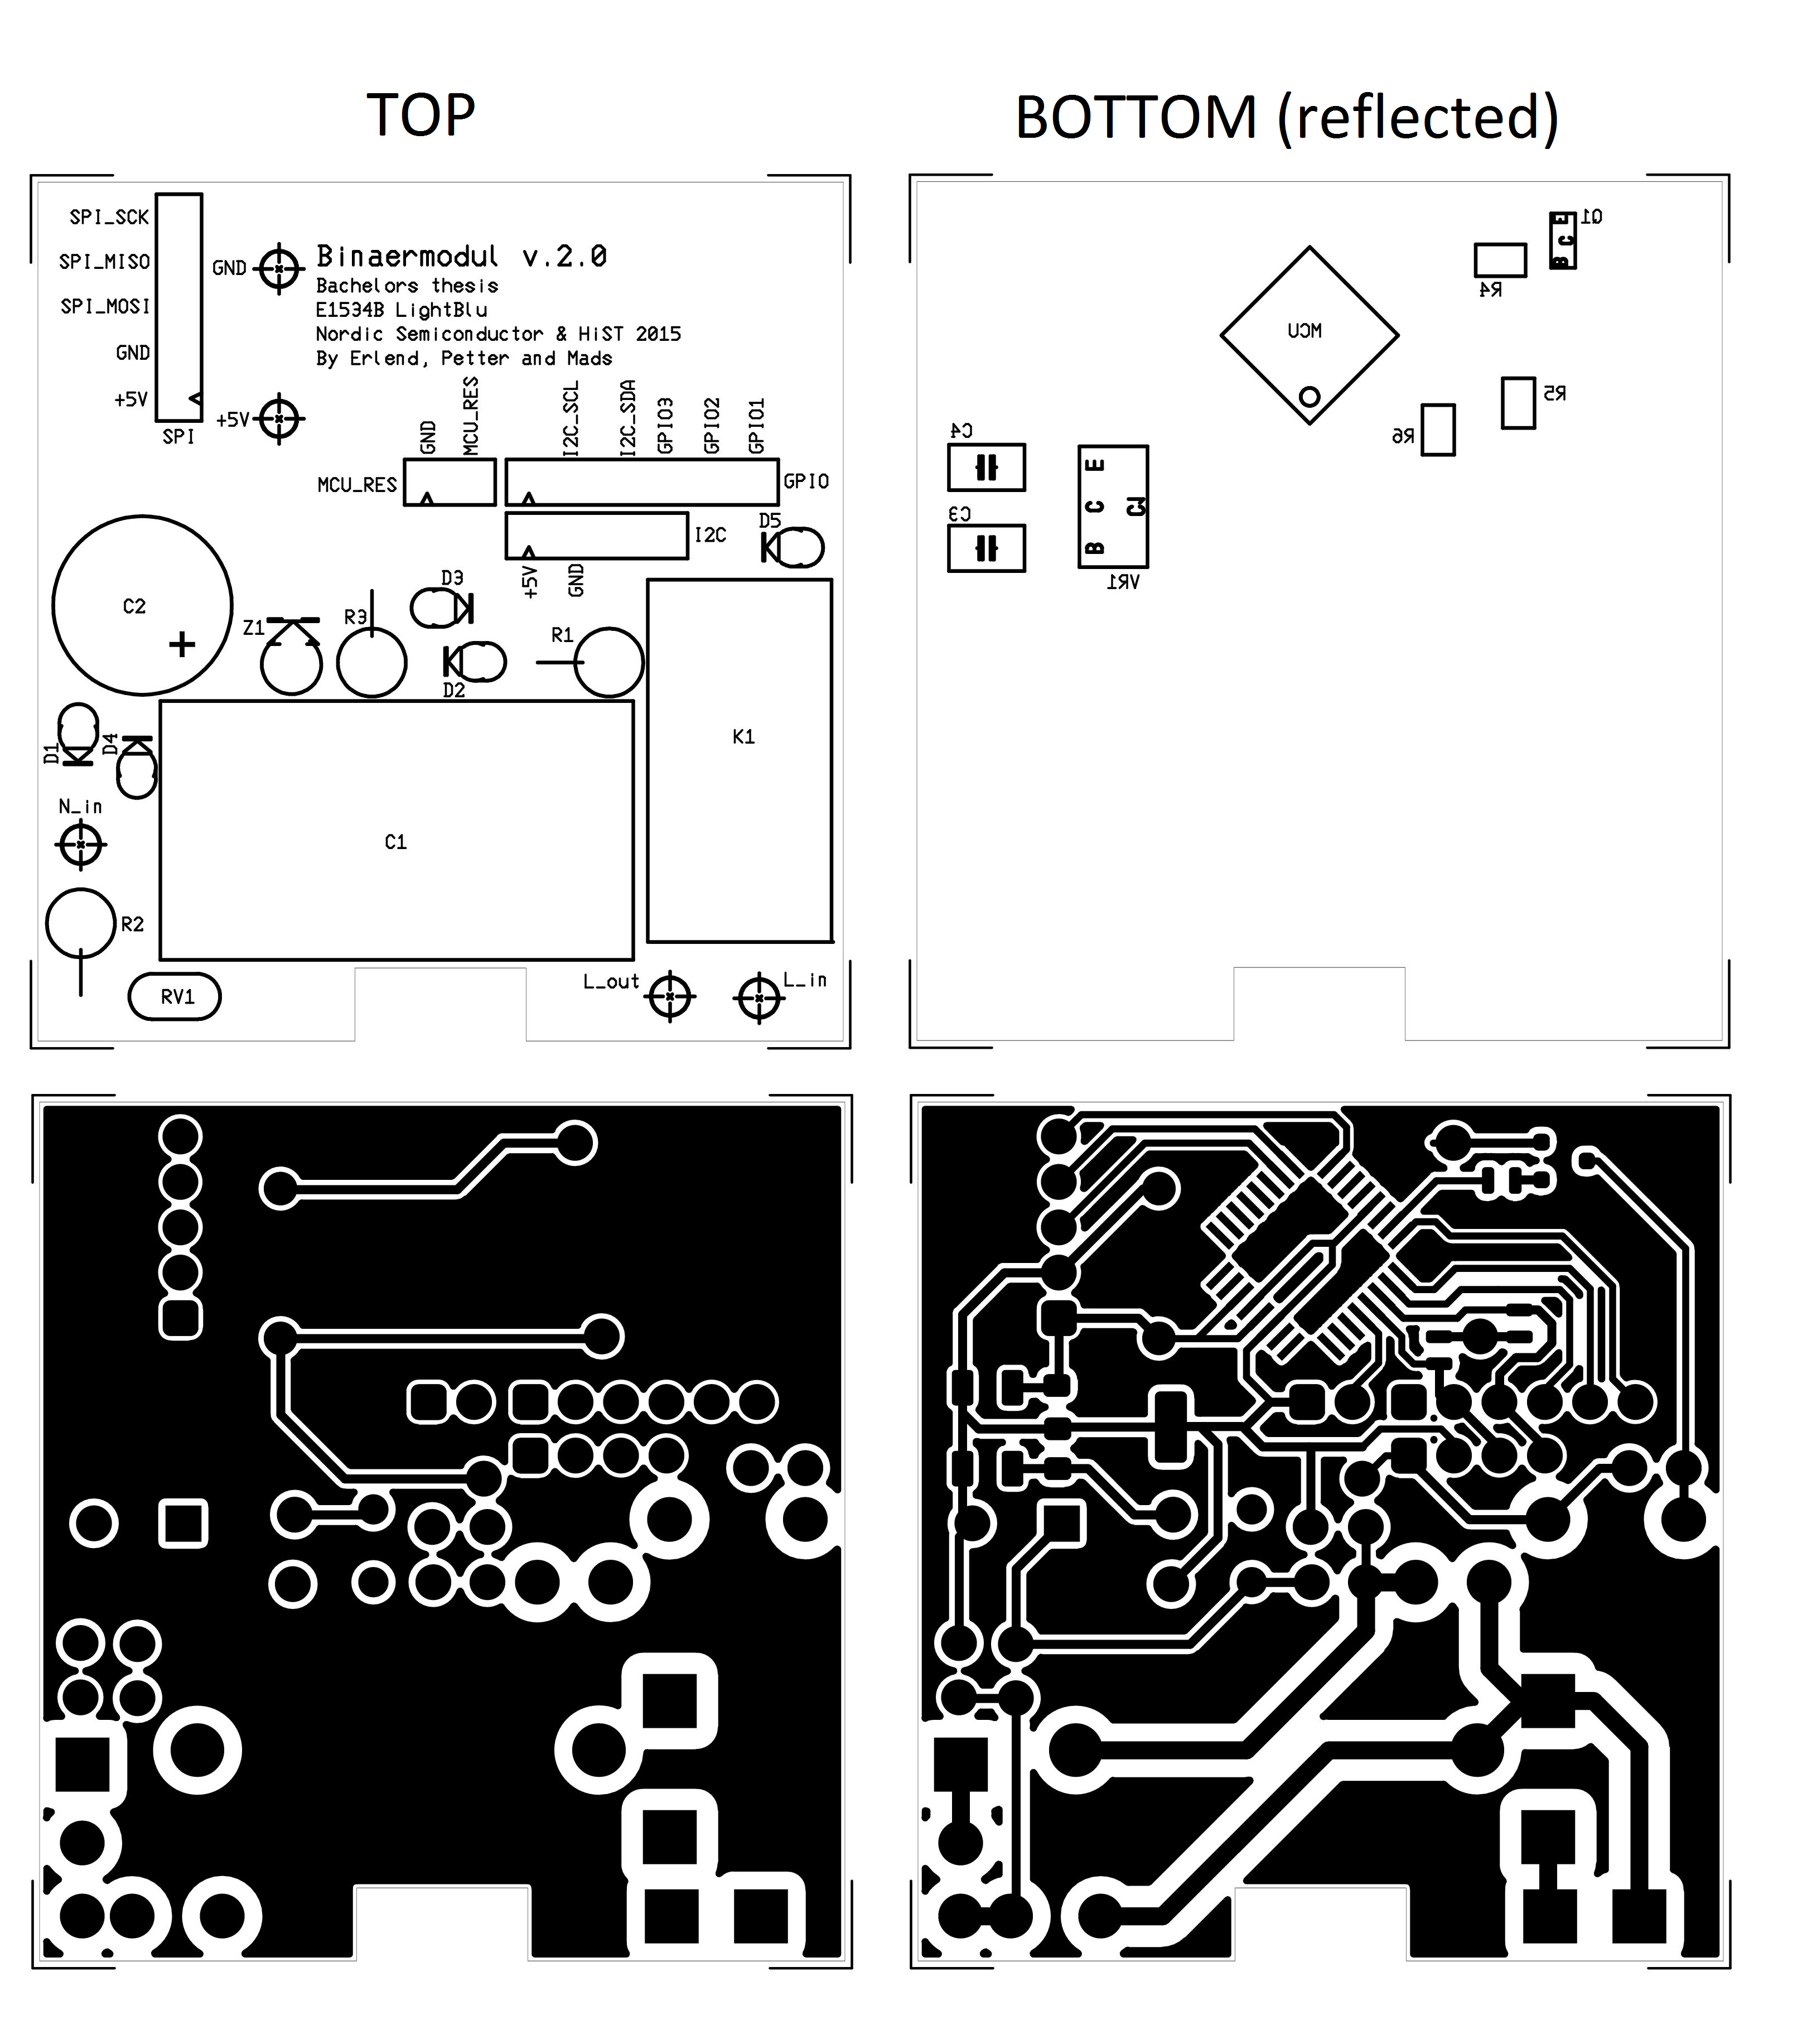 TOP
BOTTOM (reflected)
SPI_SCK
SPI_MISO
SPI_MOSI
GND
+5V
SPI
GND
+5V
Binaermodul v.2.0
Bachelors thesis
E1534B LightBlu
Nordic Semiconductor & HiST 2015
By Erlend, Petter and Mads
GND
MCU_RES
I2C_SCL
I2C_SDA
GPIO3
GPIO2
GPIO1
MCU_RES
GPIO
I2C
+5V
GND
D5
D3
C2
+
Z1
R3
R1
D2
D1
D4
K1
N_in
C1
R2
RV1
L_out
L_in
Q1
E
C
B
R4
MCU
R5
R6
C4
C3
E
C
B
C3
VR1